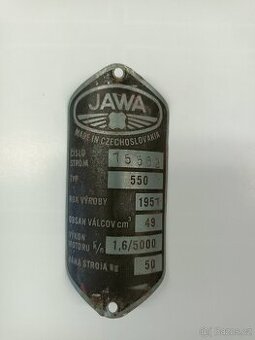 JAWA
MADE IN CZECHOSLOVAKIA
ČÍSLO
STROJA
TYP 550
ROK VÝROBY 1957
OBSAH VÁLCOV cm³ 49
VÝKON
MOTORU k/n 1,6/5000
VÁHA STROJA kg 50